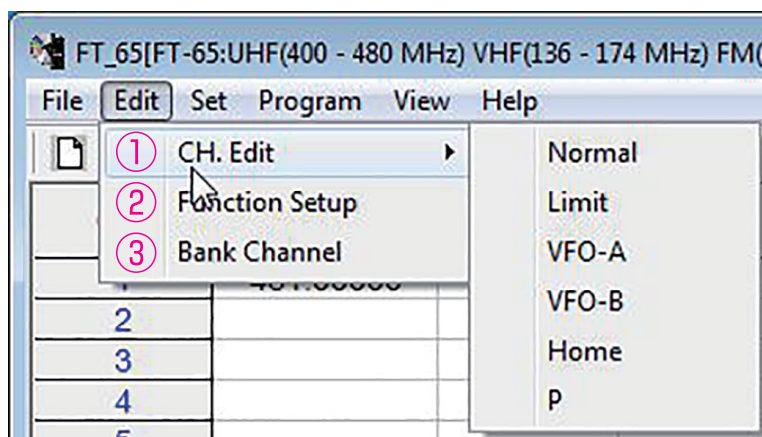 FT_65[FT-65:UHF(400 - 480 MHz) VHF(136 - 174 MHz) FM(
File Edit Set Program View Help
① CH. Edit
② Function Setup
③ Bank Channel
Normal
Limit
VFO-A
VFO-B
Home
P
2
3
4